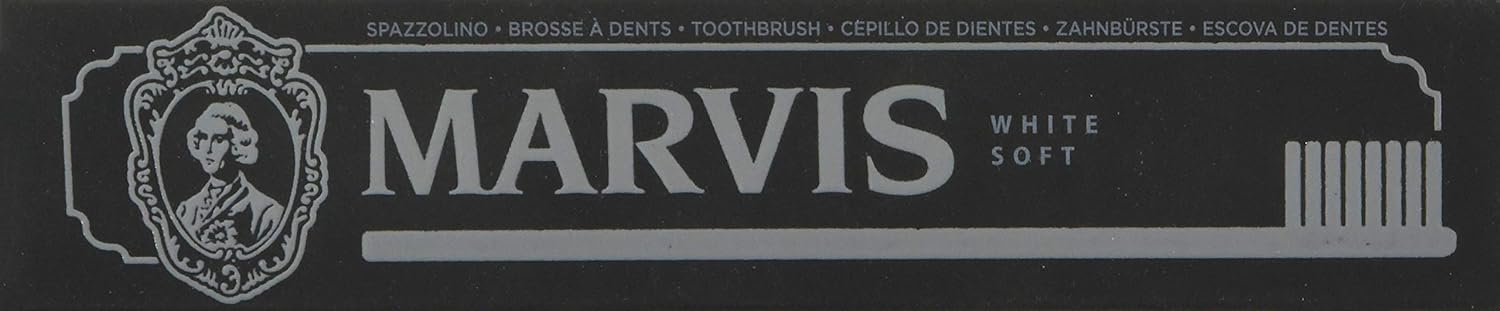 SPAZZOLINO • BROSSE À DENTS • TOOTHBRUSH • CEPILLO DE DIENTES • ZAHNBÜRSTE • ESCOVA DE DENTES
MARVIS
WHITE
SOFT